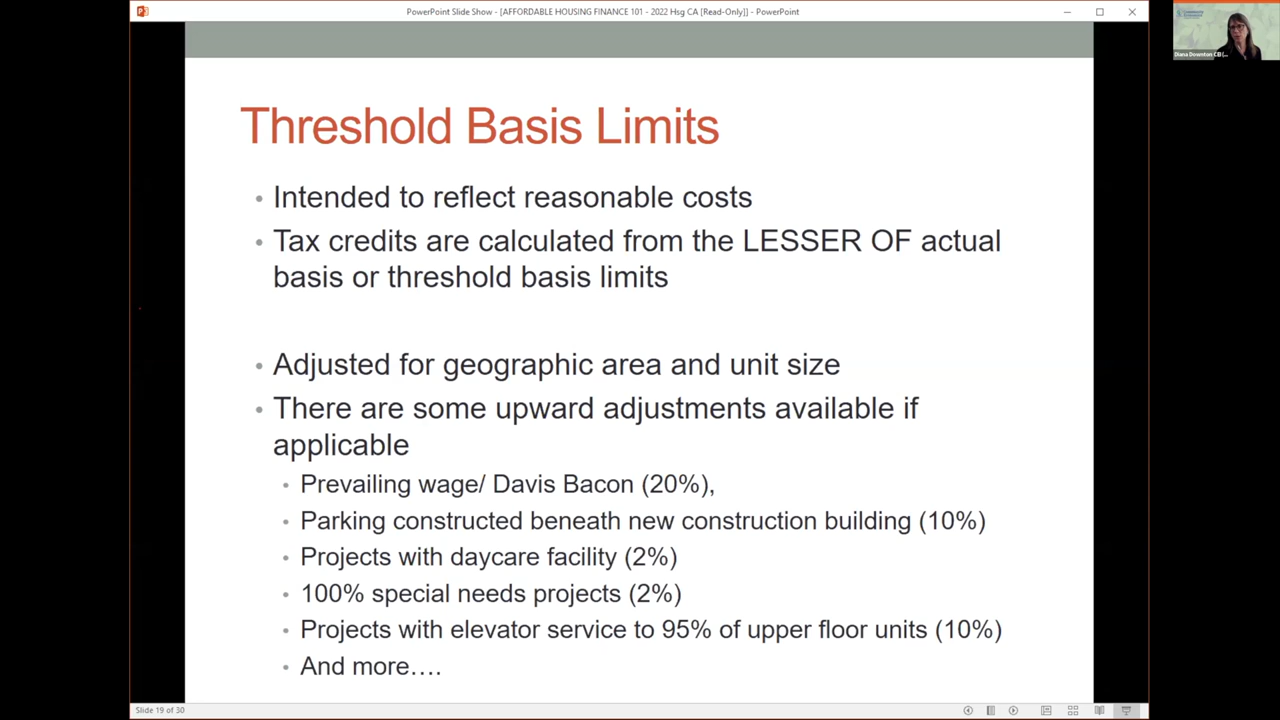 PowerPoint Slide Show - [AFFORDABLE HOUSING FINANCE 101 - 2022 Hsg CA [Read-Only]] - PowerPoint
Diana Downton CEI (...
Threshold Basis Limits
• Intended to reflect reasonable costs
• Tax credits are calculated from the LESSER OF actual
basis or threshold basis limits
• Adjusted for geographic area and unit size
• There are some upward adjustments available if
applicable
• Prevailing wage/ Davis Bacon (20%),
• Parking constructed beneath new construction building (10%)
• Projects with daycare facility (2%)
• 100% special needs projects (2%)
• Projects with elevator service to 95% of upper floor units (10%)
• And more….
Slide 19 of 30